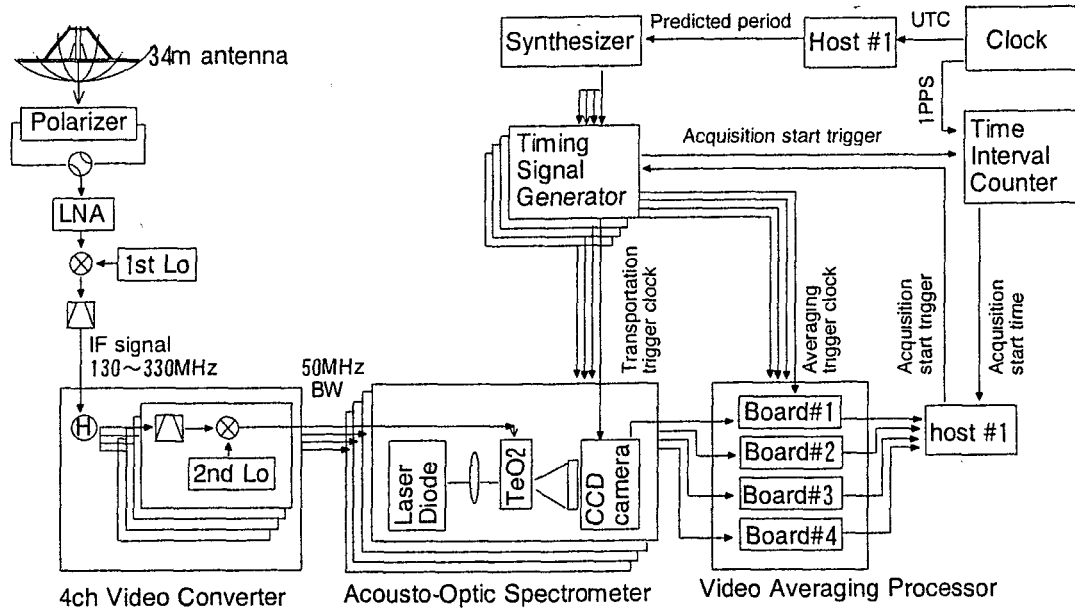 34m antenna
Polarizer
LNA
1st Lo
IF signal
130～330MHz
H
2nd Lo
4ch Video Converter
50MHz
BW
Laser
Diode
TeO2
CCD
camera
Acousto-Optic Spectrometer
Synthesizer
Predicted period
Host #1
UTC
Clock
1PPS
Timing
Signal
Generator
Acquisition start trigger
Time
Interval
Counter
Transportation
trigger clock
Averaging
trigger clock
Acquisition
start trigger
Acquisition
start time
Board#1
Board#2
Board#3
Board#4
host #1
Video Averaging Processor